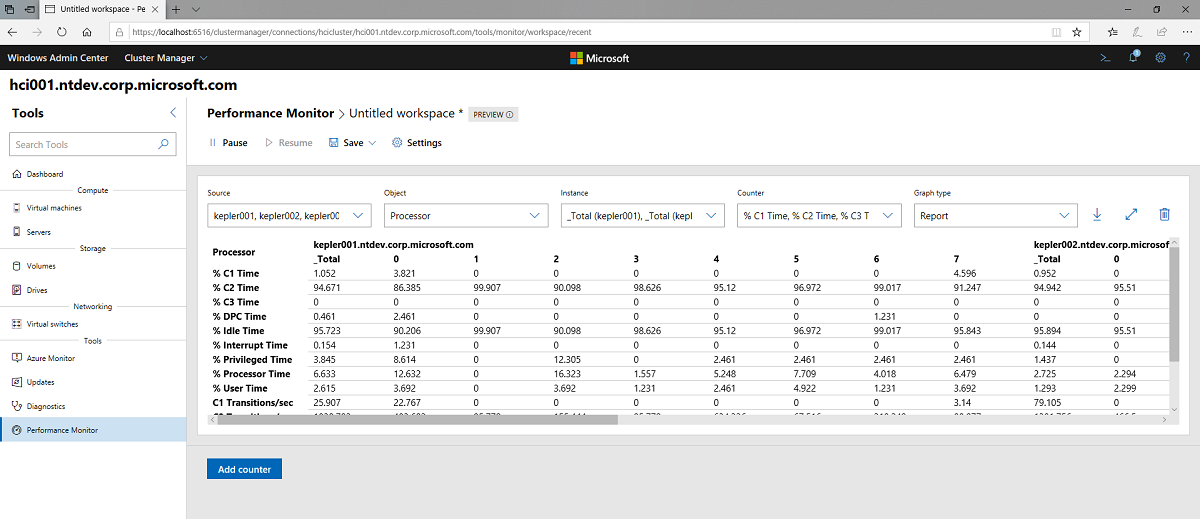 Untitled workspace - Pe
https://localhost:6516/clustermanager/connections/hcicluster/hci001.ntdev.corp.microsoft.com/tools/monitor/workspace/recent
Windows Admin Center Cluster Manager Microsoft 1 ?
hci001.ntdev.corp.microsoft.com
Tools
Search Tools
Dashboard
Compute
Virtual machines
Servers
Storage
Volumes
Drives
Networking
Virtual switches
Tools
Azure Monitor
Updates
Diagnostics
Performance Monitor
Performance Monitor > Untitled workspace * PREVIEW
Pause Resume Save Settings
Source Object Instance Counter Graph type
kepler001, kepler002, kepler00 Processor _Total (kepler001), _Total (kepl % C1 Time, % C2 Time, % C3 T Report
Processor kepler001.ntdev.corp.microsoft.com kepler002.ntdev.corp.microsof
_Total 0 1 2 3 4 5 6 7 _Total 0
% C1 Time 1.052 3.821 0 0 0 0 0 0 4.596 0.952 0
% C2 Time 94.671 86.385 99.907 90.098 98.626 95.12 96.972 99.017 91.247 94.942 95.51
% C3 Time 0 0 0 0 0 0 0 0 0 0 0
% DPC Time 0.461 2.461 0 0 0 0 0 1.231 0 0 0
% Idle Time 95.723 90.206 99.907 90.098 98.626 95.12 96.972 99.017 95.843 95.894 95.51
% Interrupt Time 0.154 1.231 0 0 0 0 0 0 0 0.144 0
% Privileged Time 3.845 8.614 0 12.305 0 2.461 2.461 2.461 2.461 1.437 0
% Processor Time 6.633 12.632 0 16.323 1.557 5.248 7.709 4.018 6.479 2.725 2.294
% User Time 2.615 3.692 0 3.692 1.231 2.461 4.922 1.231 3.692 1.293 2.299
C1 Transitions/sec 25.907 22.767 0 0 0 0 0 0 3.14 79.105 0
Add counter